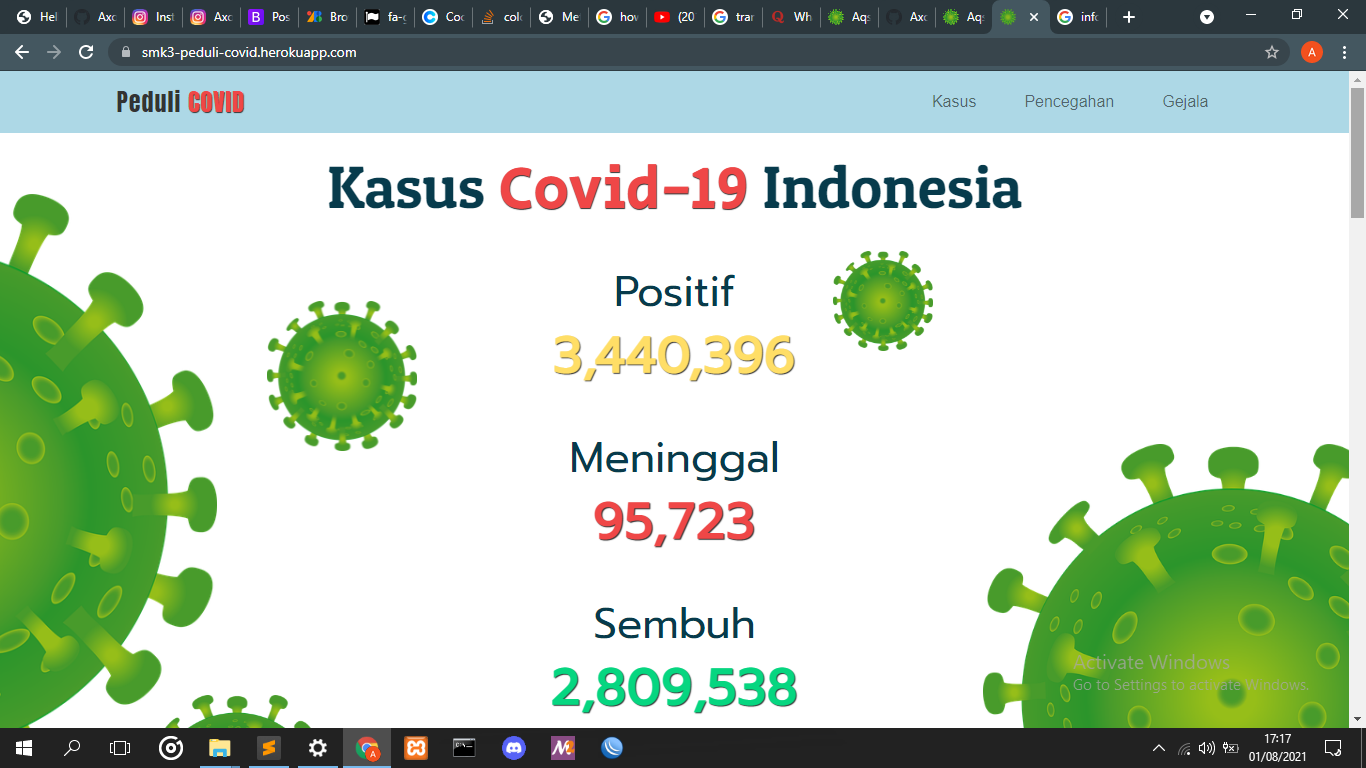 Hel
Axc
Inst
Axc
Pos
Bro
fa-g
Coc
colo
Me
hov
(20
trar
Wh
Aqs
Axc
Aqs
info
smk3-peduli-covid.herokuapp.com
A
Peduli COVID
Kasus
Pencegahan
Gejala
Kasus Covid-19 Indonesia
Positif
3,440,396
Meninggal
95,723
Sembuh
2,809,538
Activate Windows
Go to Settings to activate Windows.
17:17
01/08/2021